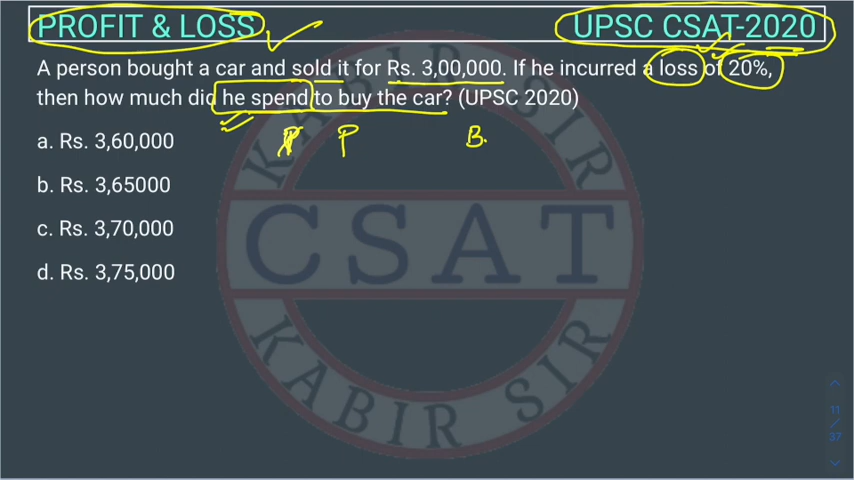 PROFIT & LOSS
UPSC CSAT-2020
A person bought a car and sold it for Rs. 3,00,000. If he incurred a loss of 20%,
then how much did he spend to buy the car? (UPSC 2020)
P B.
a. Rs. 3,60,000
b. Rs. 3,65000
c. Rs. 3,70,000
d. Rs. 3,75,000
KABIR SIR
CSAT
KABIR SIR
11
/
37